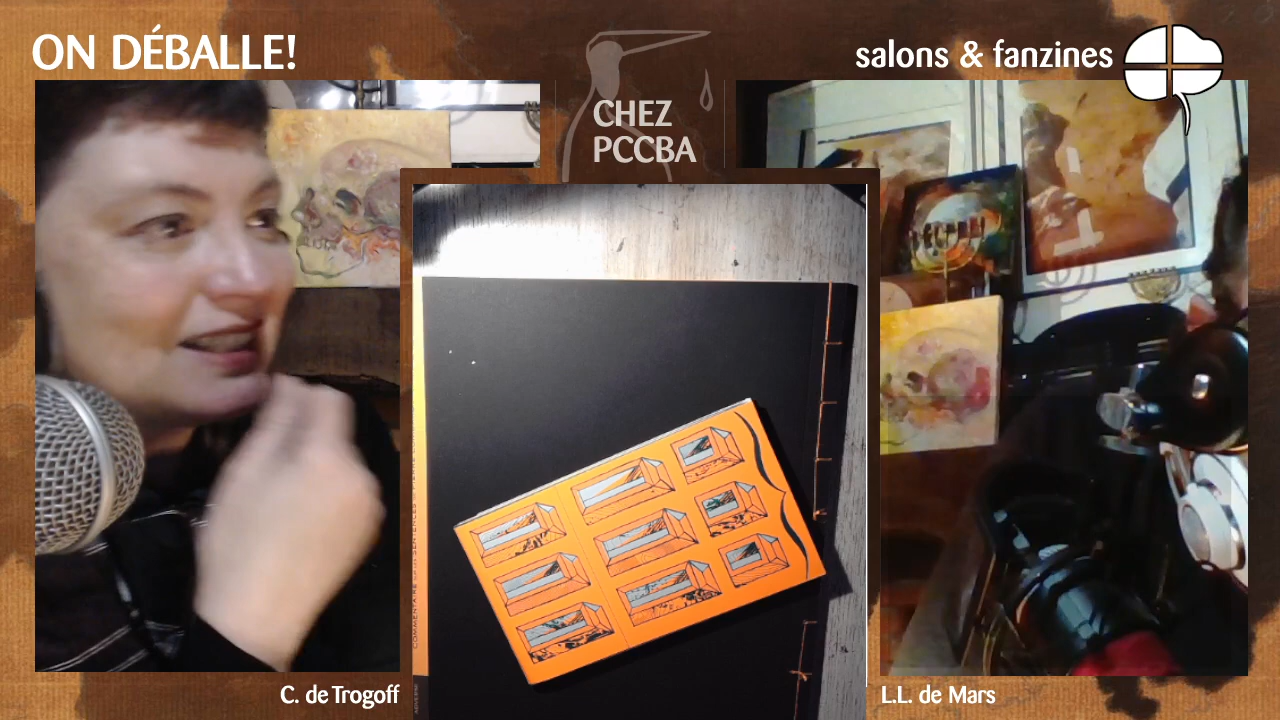 ON DÉBALLE!
salons & fanzines
CHEZ
PCCBA
C. de Trogoff
L.L. de Mars